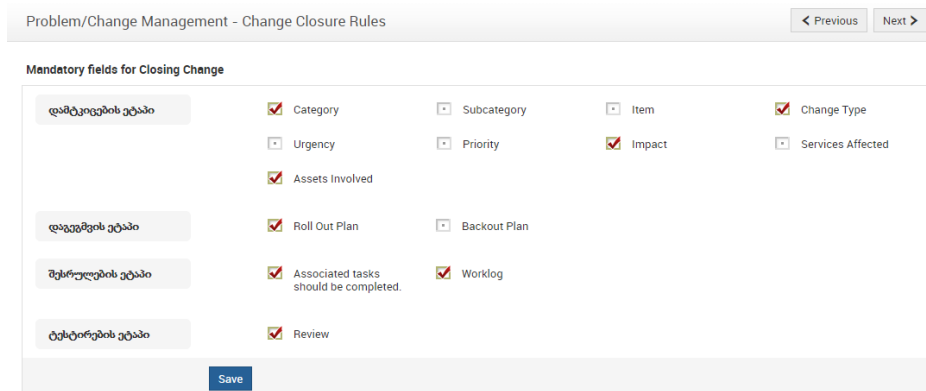 Problem/Change Management - Change Closure Rules
Previous
Next
Mandatory fields for Closing Change
დამტკიცების ეტაპი
Category
Subcategory
Item
Change Type
Urgency
Priority
Impact
Services Affected
Assets Involved
დაგეგმვის ეტაპი
Roll Out Plan
Backout Plan
შესრულების ეტაპი
Associated tasks
should be completed.
Worklog
ტესტირების ეტაპი
Review
Save